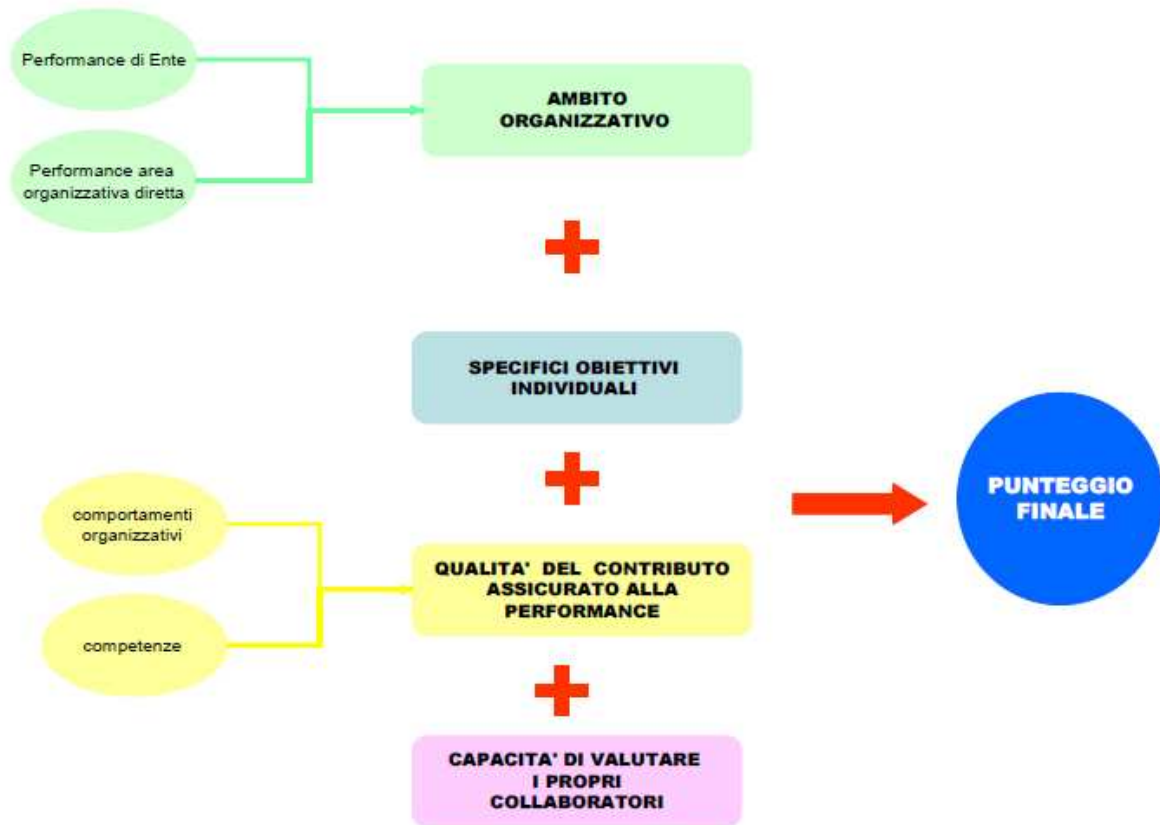 Performance di Ente
Performance area
organizzativa diretta
AMBITO
ORGANIZZATIVO
SPECIFICI OBIETTIVI
INDIVIDUALI
comportamenti
organizzativi
competenze
QUALITA' DEL CONTRIBUTO
ASSICURATO ALLA
PERFORMANCE
CAPACITA' DI VALUTARE
I PROPRI
COLLABORATORI
PUNTEGGIO
FINALE